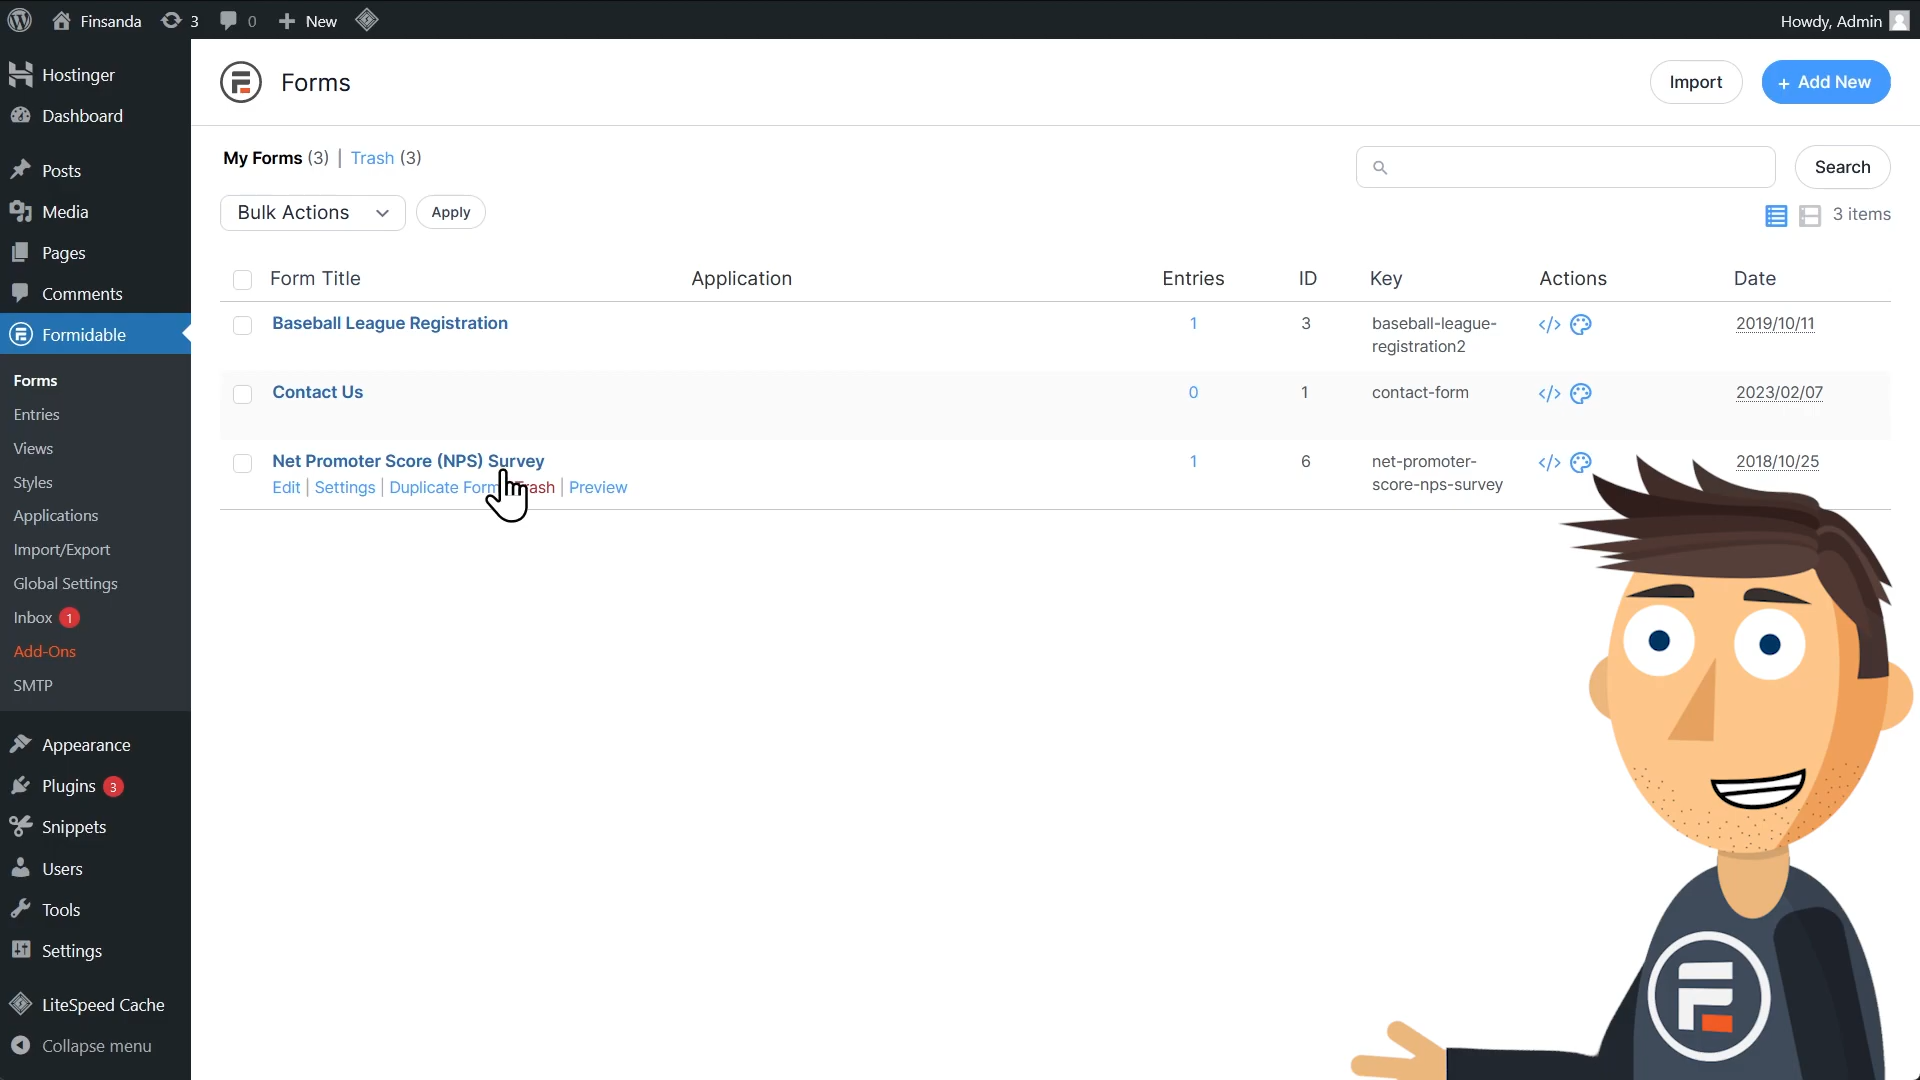 Finsanda 3 0 New Howdy, Admin
Hostinger
Dashboard
Posts
Media
Pages
Comments
Formidable
Forms
Entries
Views
Styles
Applications
Import/Export
Global Settings
Inbox 1
Add-Ons
SMTP
Appearance
Plugins 3
Snippets
Users
Tools
Settings
LiteSpeed Cache
Collapse menu
Forms
Import
+ Add New
My Forms (3) | Trash (3)
Search
Bulk Actions
Apply
3 items
Form Title Application Entries ID Key Actions Date
Baseball League Registration 1 3 baseball-league- </> 2019/10/11
registration2
Contact Us 0 1 contact-form </> 2023/02/07
Net Promoter Score (NPS) Survey 1 6 net-promoter- </> 2018/10/25
score-nps-survey
Edit | Settings | Duplicate Form Trash | Preview